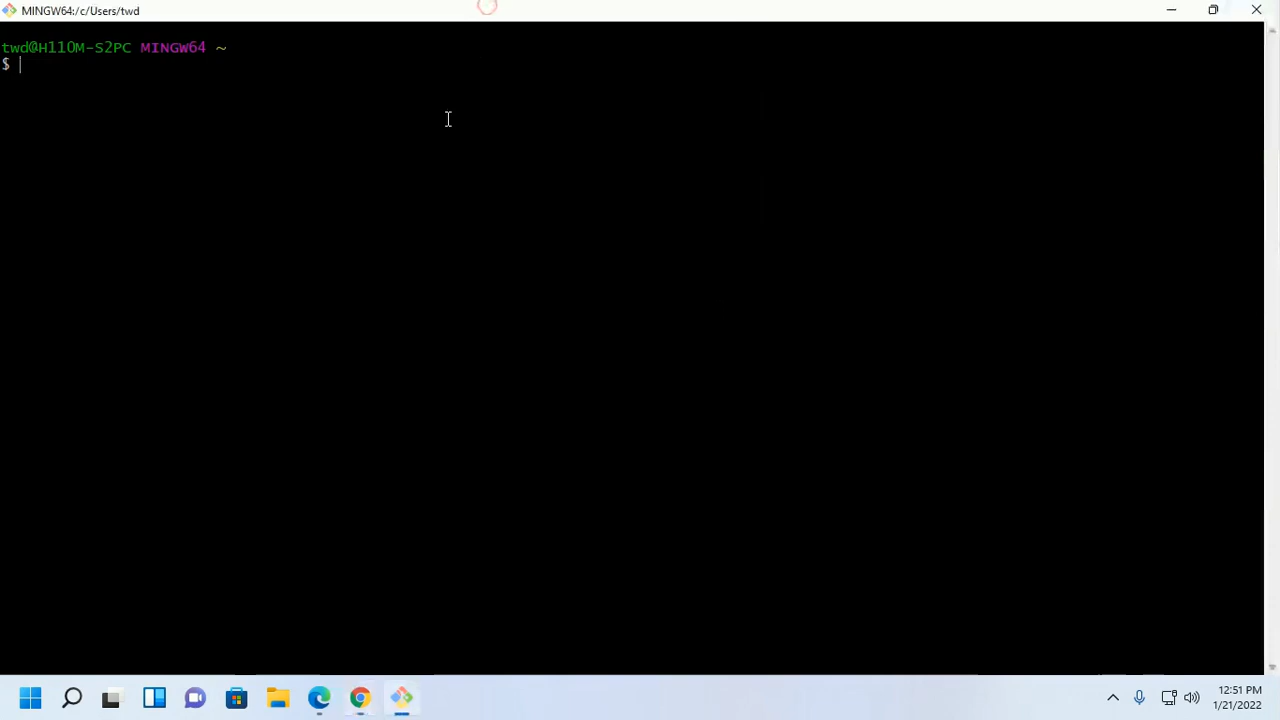 MINGW64:/c/Users/twd
twd@H110M-S2PC MINGW64 ~
$
12:51 PM
1/21/2022